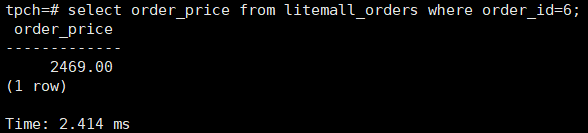 tpch=# select order_price from litemall_orders where order_id=6;
 order_price
-------------
     2469.00
(1 row)

Time: 2.414 ms